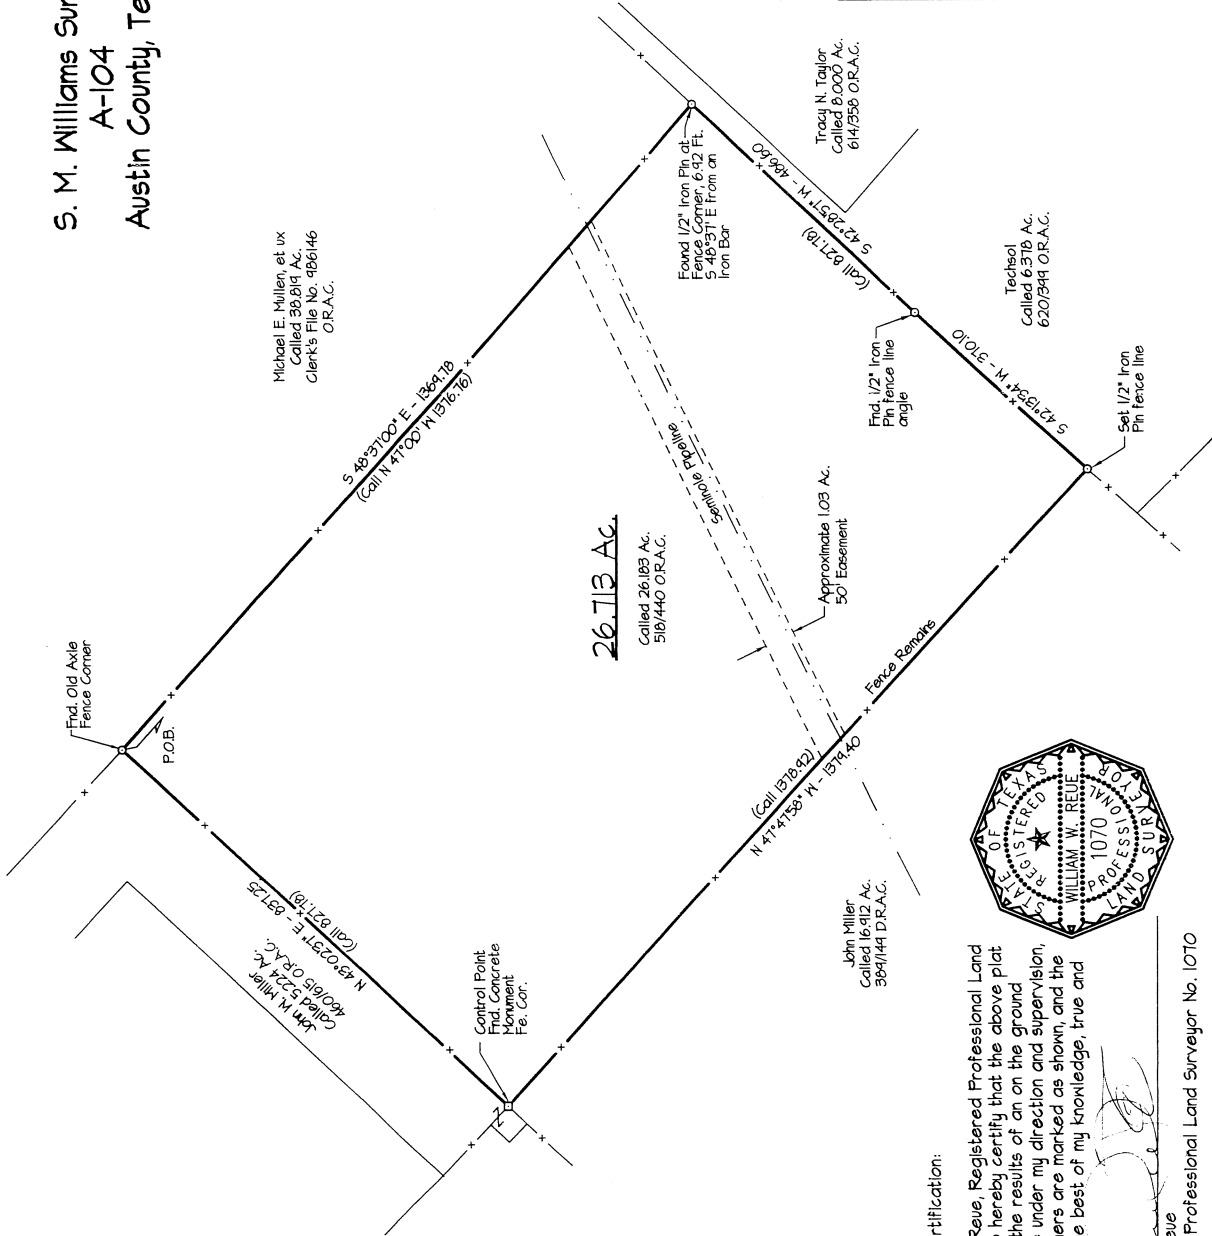 S. M. Williams Sur
A-104
Austin County, Te
Michael E. Mullen, et ux
Called 38.819 Ac.
Clerk's File No. 986146
O.R.A.C.
Fnd. Old Axle
Fence Corner
P.O.B.
S 48°37'00" E - 1369.78
(Call N 47°00' W 1376.76)
Found 1/2" Iron Pin at
Fence Corner, 6.92 Ft.
S 48°37' E from an
Iron Bar
Tracy N. Taylor
Called 8.000 Ac.
614/358 O.R.A.C.
S 42°28'57" W - 486.60
(Call 827.78)
Fnd. 1/2" Iron
Pin fence line
angle
Techsol
Called 6.378 Ac.
620/399 O.R.A.C.
S 42°13'54" W - 370.10
Set 1/2" Iron
Pin fence line
Seminole Pipeline
26.713 Ac.
Called 26.183 Ac.
518/440 O.R.A.C.
Approximate 1.03 Ac.
50' Easement
Fence Remains
(Call 1378.92)
N 47°47'58" W - 1379.40
John W. Miller
Called 5.224 Ac.
460/615 O.R.A.C.
N 43°02'37" E - 837.25
(Call 827.78)
Control Point
Fnd. Concrete
Monument
Fe. Cor.
2
John Miller
Called 16.912 Ac.
389/149 D.R.A.C.
rtification:
Reue, Registered Professional Land
hereby certify that the above plat
the results of an on the ground
under my direction and supervision,
ers are marked as shown, and the
e best of my knowledge, true and
eue
Professional Land Surveyor No. 1070
STATE OF TEXAS
REGISTERED
WILLIAM W. REUE
1070
PROFESSIONAL
LAND SURVEYOR